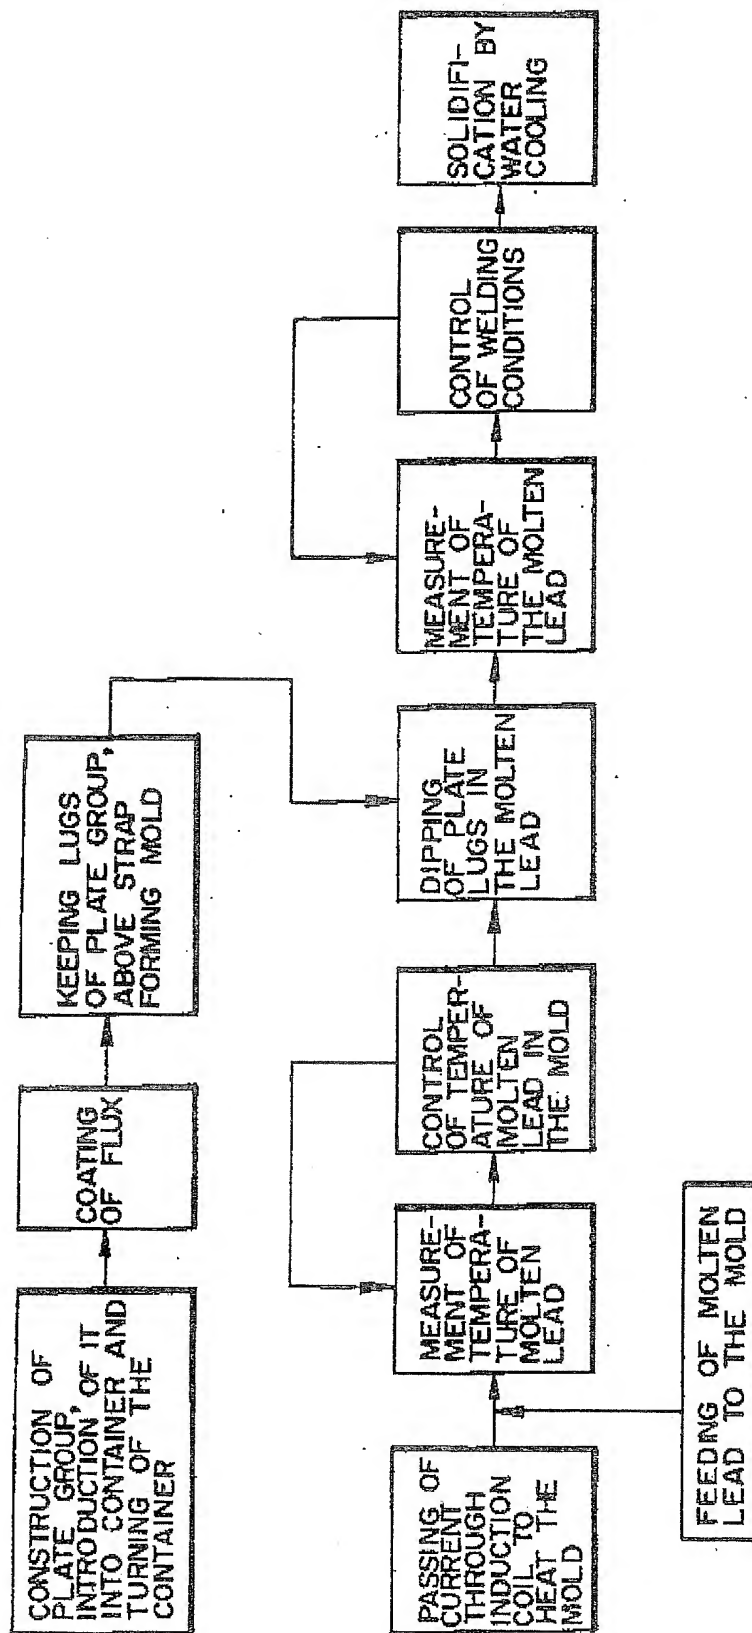 CONSTRUCTION OF
PLATE GROUP,
INTRODUCTION OF IT
INTO CONTAINER AND
TURNING OF THE
CONTAINER
COATING
OF FLUX
KEEPING LUGS
OF PLATE GROUP,
ABOVE STRAP
FORMING MOLD
PASSING OF
CURRENT
THROUGH
INDUCTION
COIL TO
HEAT THE
MOLD
MEASURE-
MENT OF
TEMPERA-
TURE OF
MOLTEN
LEAD
CONTROL
OF TEMPER-
ATURE OF
MOLTEN
LEAD IN
THE MOLD
DIPPING
OF PLATE
LUGS IN
THE MOLTEN
LEAD
MEASURE-
MENT OF
TEMPERA-
TURE OF
THE MOLTEN
LEAD
CONTROL
OF WELDING
CONDITIONS
SOLIDIFI-
CATION BY
WATER
COOLING
FEEDING OF MOLTEN
LEAD TO THE MOLD